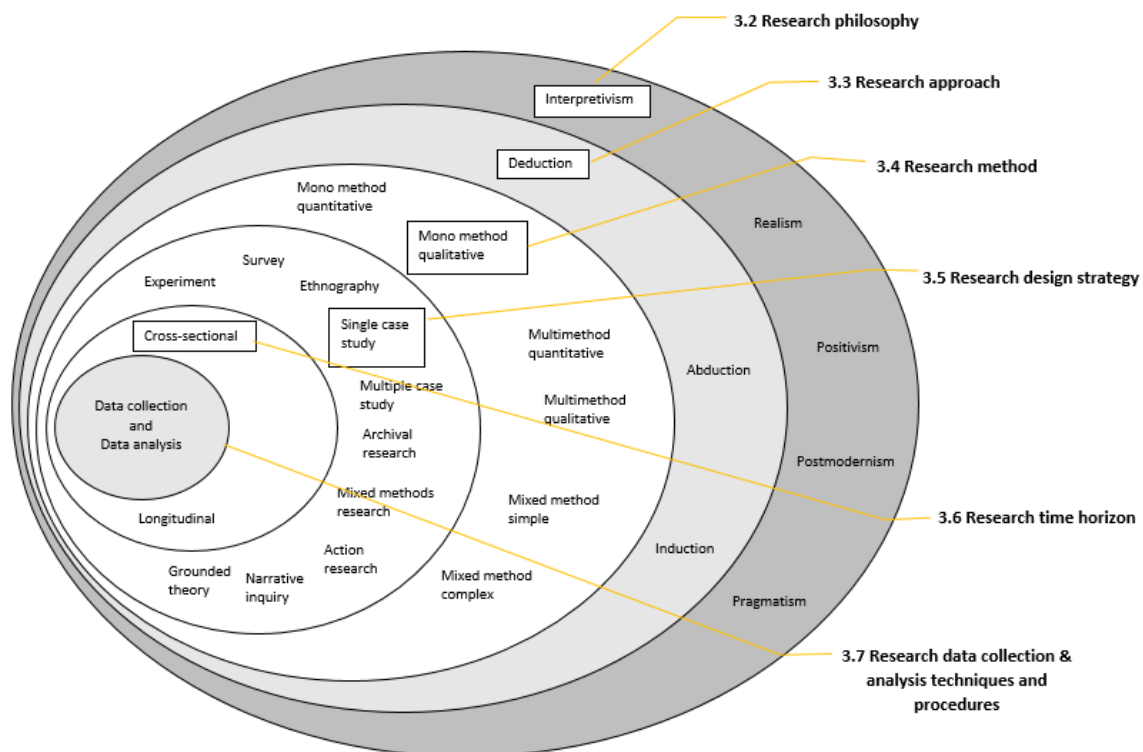 3.2 Research philosophy
3.3 Research approach
Interpretivism
Deduction
3.4 Research method
Mono method
quantitative
Realism
Mono method
qualitative
Survey
Experiment
Ethnography
3.5 Research design strategy
Single case
study
Cross-sectional
Multimethod
quantitative
Positivism
Abduction
Multiple case
study
Multimethod
qualitative
Data collection
and
Data analysis
Archival
research
Postmodernism
Mixed methods
research
Mixed method
simple
Longitudinal
3.6 Research time horizon
Action
research
Induction
Grounded
theory
Narrative
inquiry
Mixed method
complex
Pragmatism
3.7 Research data collection &
analysis techniques and
procedures